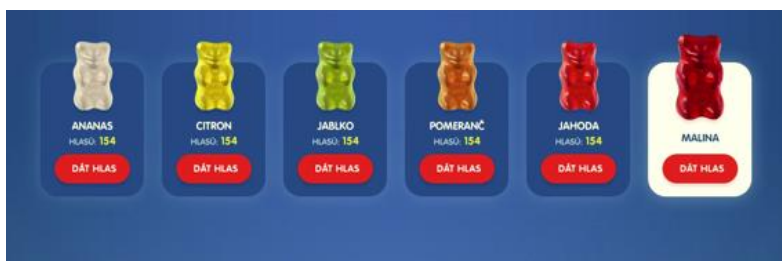 ANANAS
HLASŮ: 154
DÁT HLAS
CITRON
HLASŮ: 154
DÁT HLAS
JABLKO
HLASŮ: 154
DÁT HLAS
POMERANČ
HLASŮ: 154
DÁT HLAS
JAHODA
HLASŮ: 154
DÁT HLAS
MALINA
DÁT HLAS